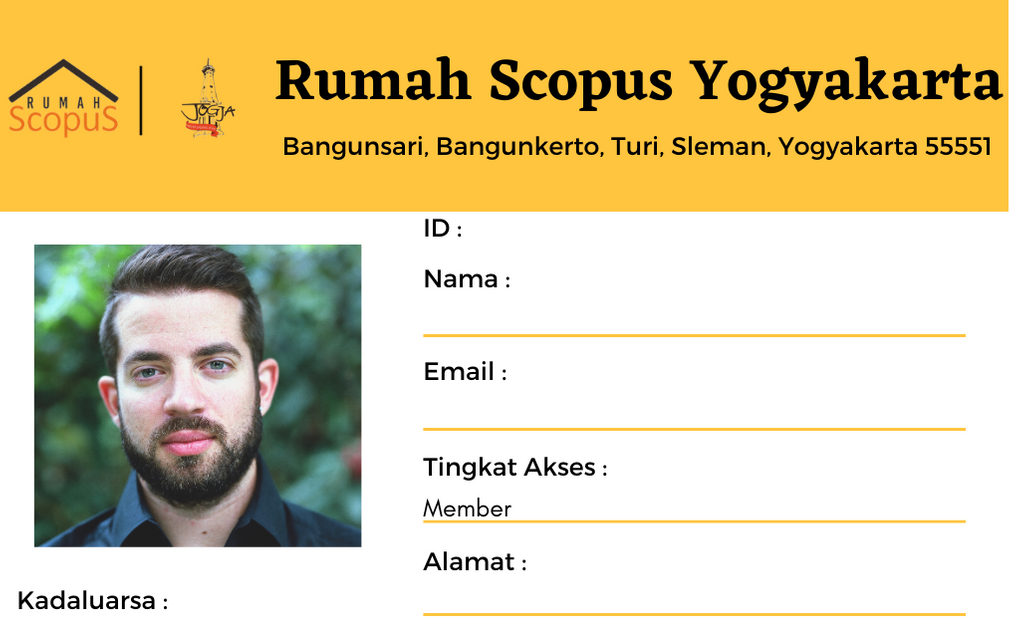 RUMAH
ScopuS
JOGJA
Rumah Scopus Yogyakarta
Bangunsari, Bangunkerto, Turi, Sleman, Yogyakarta 55551
ID :
Nama :
Email :
Tingkat Akses :
Member
Alamat :
Kadaluarsa :